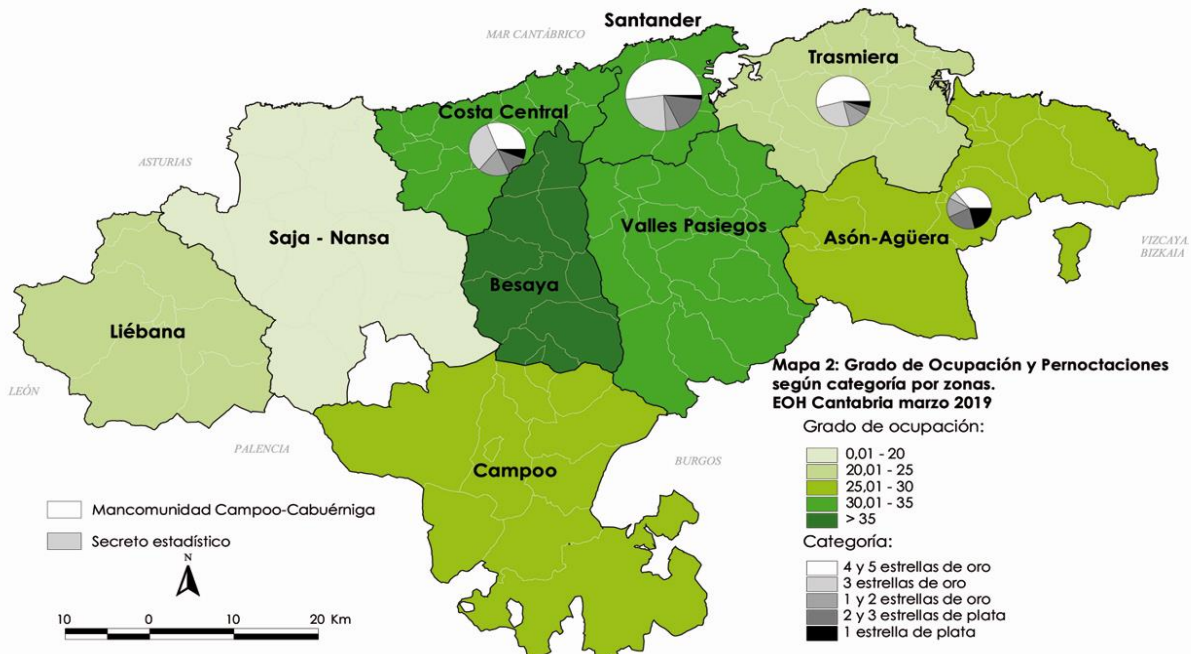 Santander
MAR CANTÁBRICO
Trasmiera
Costa Central
ASTURIAS
Saja - Nansa
Valles Pasiegos
Asón-Agüera
VIZCAYA
BIZKAIA
Besaya
Liébana
LEÓN
PALENCIA
BURGOS
Campoo
Mapa 2: Grado de Ocupación y Pernoctaciones
según categoría por zonas.
EOH Cantabria marzo 2019
Grado de ocupación:
0,01 - 20
20,01 - 25
25,01 - 30
30,01 - 35
> 35
Categoría:
4 y 5 estrellas de oro
3 estrellas de oro
1 y 2 estrellas de oro
2 y 3 estrellas de plata
1 estrella de plata
Mancomunidad Campoo-Cabuérniga
Secreto estadístico
N
10 0 10 20 Km